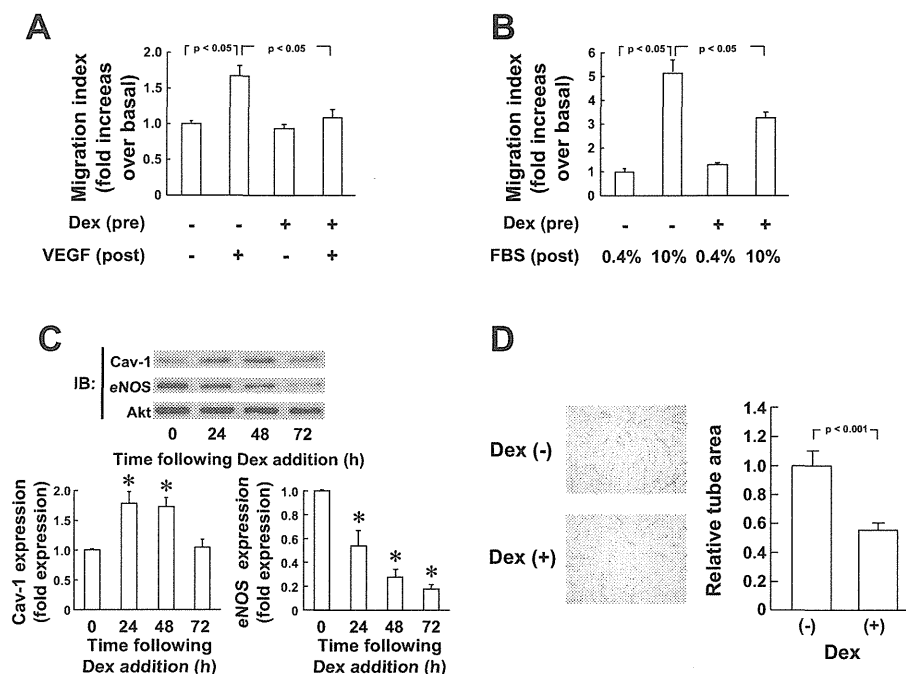 A
p < 0.05
p < 0.05
2.0
1.5
1.0
0.5
0
Migration index
(fold increeas
over basal)
Dex (pre) - - + +
VEGF (post) - + - +
B
p < 0.05
p < 0.05
6
5
4
3
2
1
0
Migration index
(fold increeas
over basal)
Dex (pre) - - + +
FBS (post) 0.4% 10% 0.4% 10%
C
IB:
Cav-1
eNOS
Akt
0 24 48 72
Time following Dex addition (h)
2.0
1.5
1.0
0.5
0
Cav-1 expression
(fold expression)
* *
0 24 48 72
Time following
Dex addition (h)
1.0
0.8
0.6
0.4
0.2
0
eNOS expression
(fold expression)
* * *
0 24 48 72
Time following
Dex addition (h)
D
Dex (-)
Dex (+)
1.4
1.2
1.0
0.8
0.6
0.4
0.2
0
Relative tube area
p < 0.001
(-) (+)
Dex